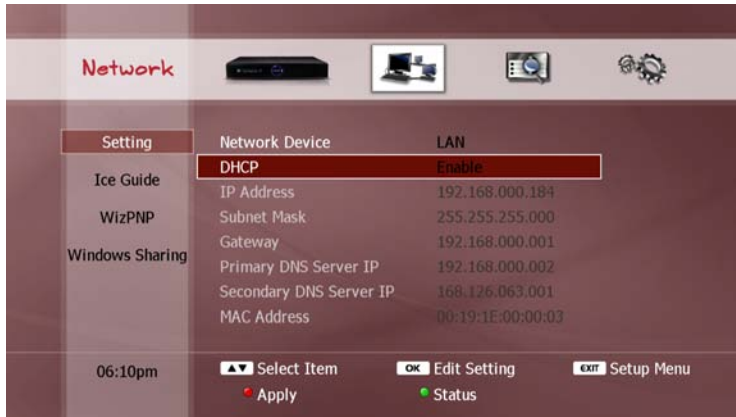 Network
Setting
Ice Guide
WizPNP
Windows Sharing
Network Device LAN
DHCP Enable
IP Address 192.168.000.184
Subnet Mask 255.255.255.000
Gateway 192.168.000.001
Primary DNS Server IP 192.168.000.002
Secondary DNS Server IP 168.126.063.001
MAC Address 00:19:1E:00:00:03
06:10pm
▲▼ Select Item OK Edit Setting EXIT Setup Menu
Apply Status